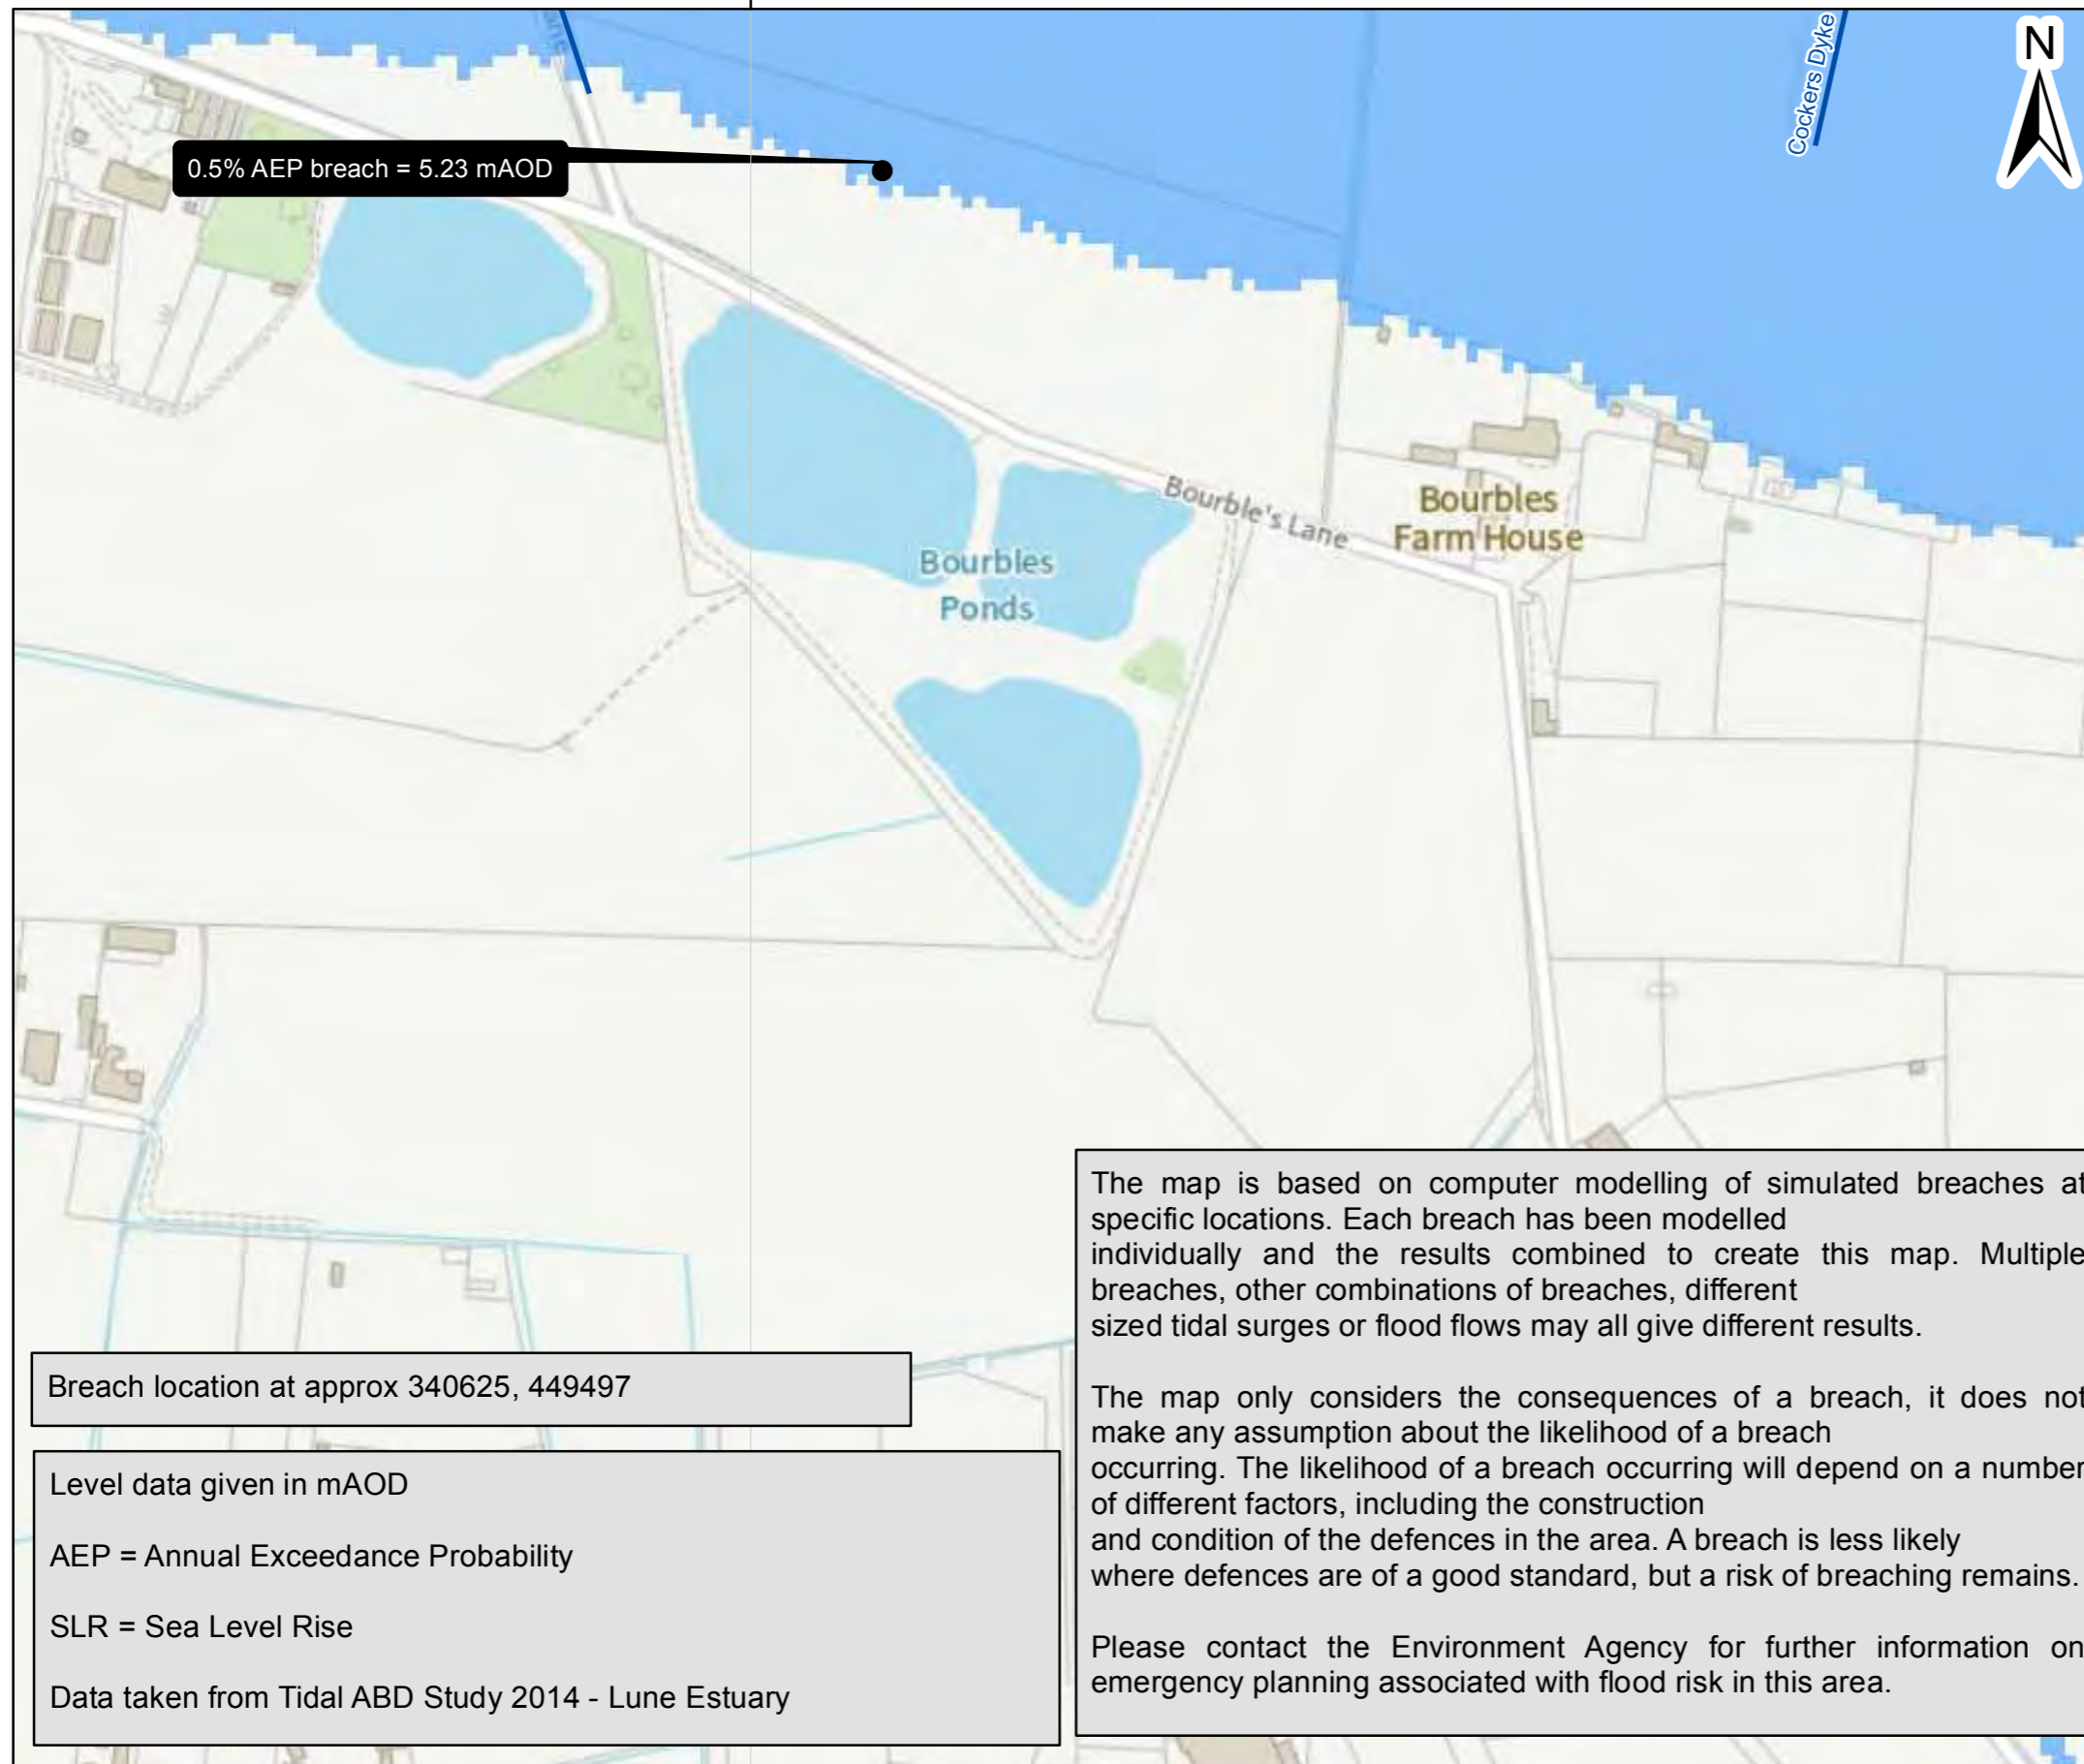 Cockers Dyke
N
0.5% AEP breach = 5.23 mAOD
Bourble's Lane
Bourbles
Farm House
Bourbles
Ponds
Breach location at approx 340625, 449497
Level data given in mAOD
AEP = Annual Exceedance Probability
SLR = Sea Level Rise
Data taken from Tidal ABD Study 2014 - Lune Estuary
The map is based on computer modelling of simulated breaches at
specific locations. Each breach has been modelled
individually and the results combined to create this map. Multiple
breaches, other combinations of breaches, different
sized tidal surges or flood flows may all give different results.
The map only considers the consequences of a breach, it does not
make any assumption about the likelihood of a breach
occurring. The likelihood of a breach occurring will depend on a number
of different factors, including the construction
and condition of the defences in the area. A breach is less likely
where defences are of a good standard, but a risk of breaching remains.
Please contact the Environment Agency for further information on
emergency planning associated with flood risk in this area.